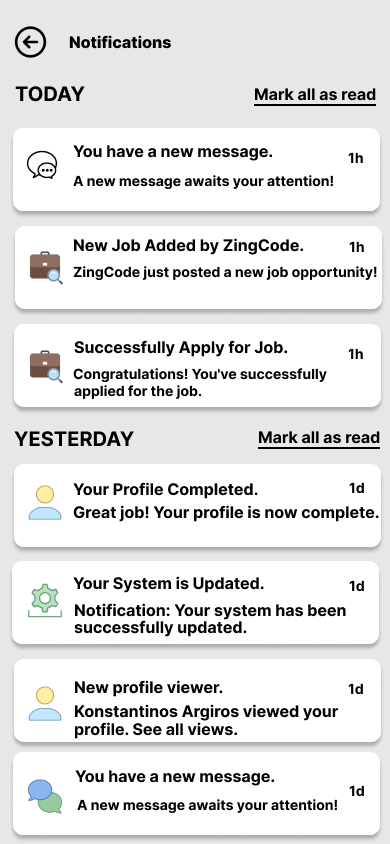 Notifications
TODAY
Mark all as read
You have a new message.
1h
A new message awaits your attention!
New Job Added by ZingCode.
1h
ZingCode just posted a new job opportunity!
Successfully Apply for Job.
1h
Congratulations! You've successfully
applied for the job.
YESTERDAY
Mark all as read
Your Profile Completed.
1d
Great job! Your profile is now complete.
Your System is Updated.
1d
Notification: Your system has been
successfully updated.
New profile viewer.
1d
Konstantinos Argiros viewed your
profile. See all views.
You have a new message.
1d
A new message awaits your attention!